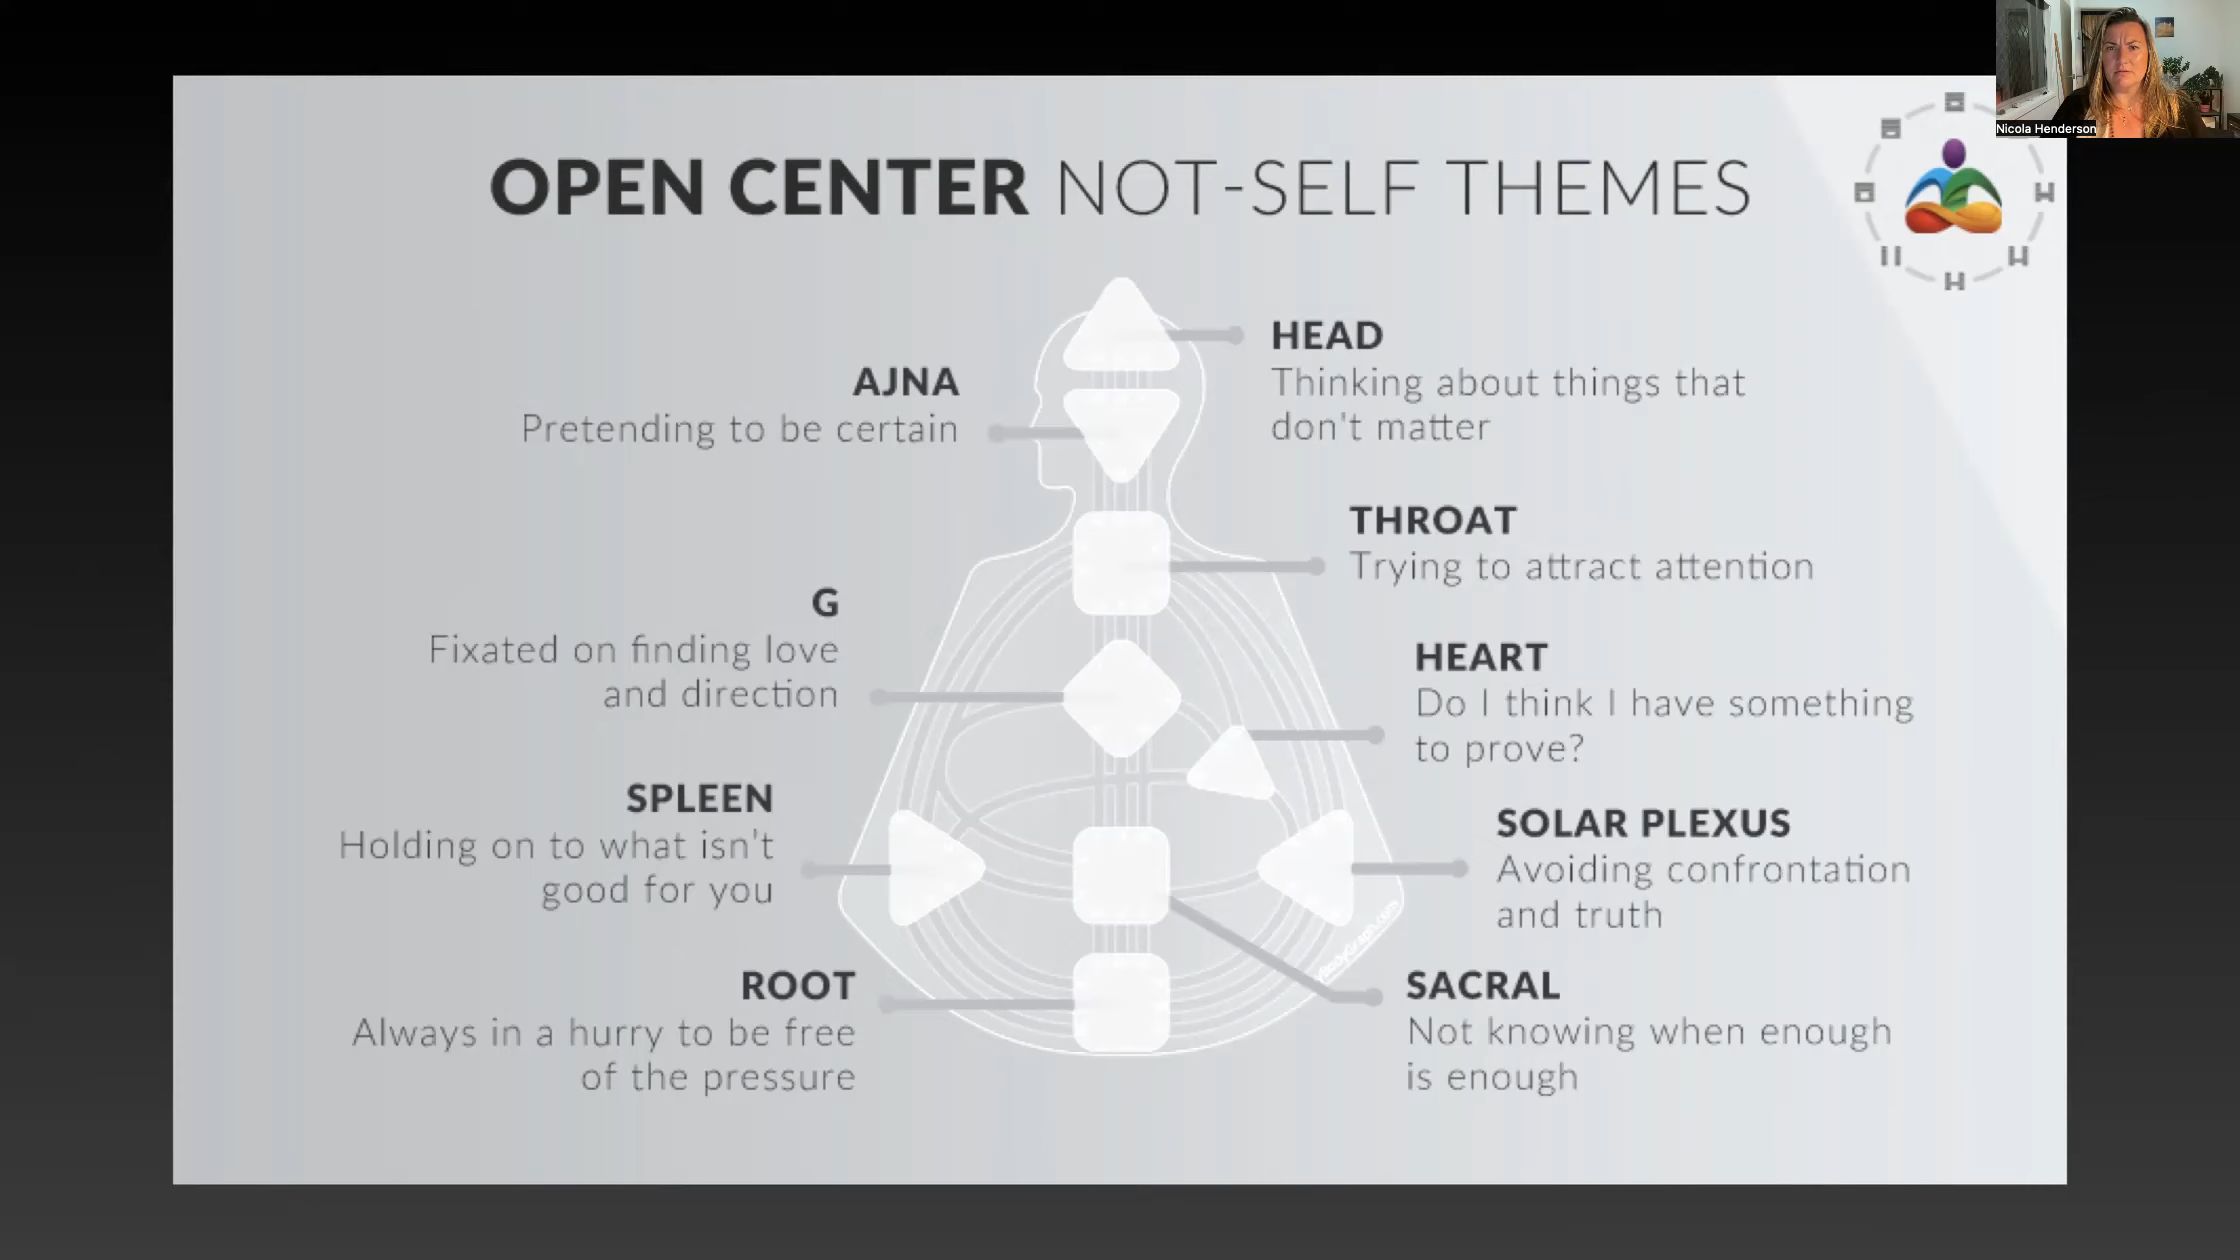 Nicola Henderson
OPEN CENTER NOT-SELF THEMES
HEAD
Thinking about things that
don't matter
AJNA
Pretending to be certain
THROAT
Trying to attract attention
G
Fixated on finding love
and direction
HEART
Do I think I have something
to prove?
SPLEEN
Holding on to what isn't
good for you
SOLAR PLEXUS
Avoiding confrontation
and truth
ROOT
Always in a hurry to be free
of the pressure
SACRAL
Not knowing when enough
is enough